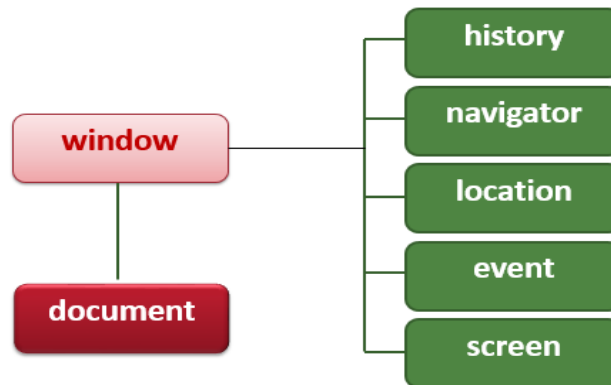 window
document
history
navigator
location
event
screen